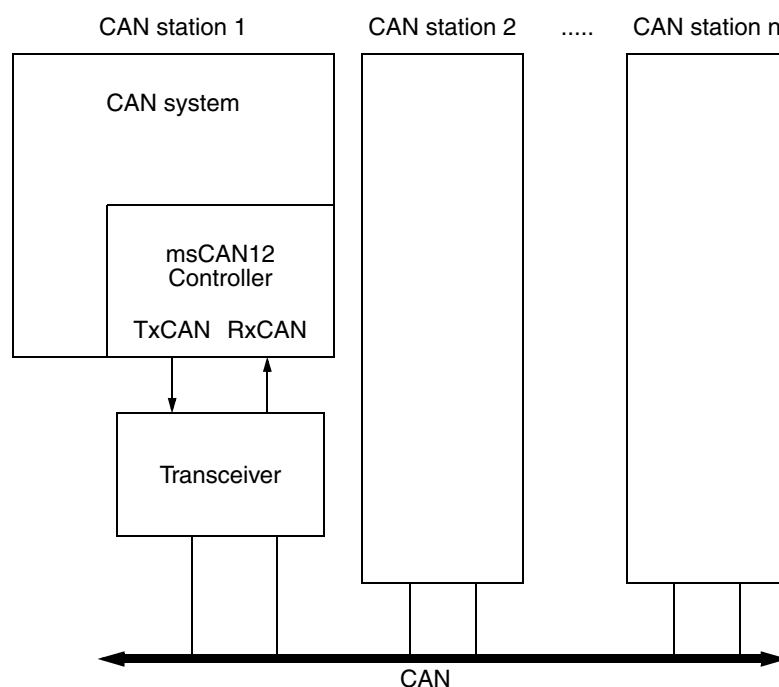 CAN station 1 CAN station 2 ..... CAN station n
CAN system
msCAN12
Controller
TxCAN RxCAN
Transceiver
CAN